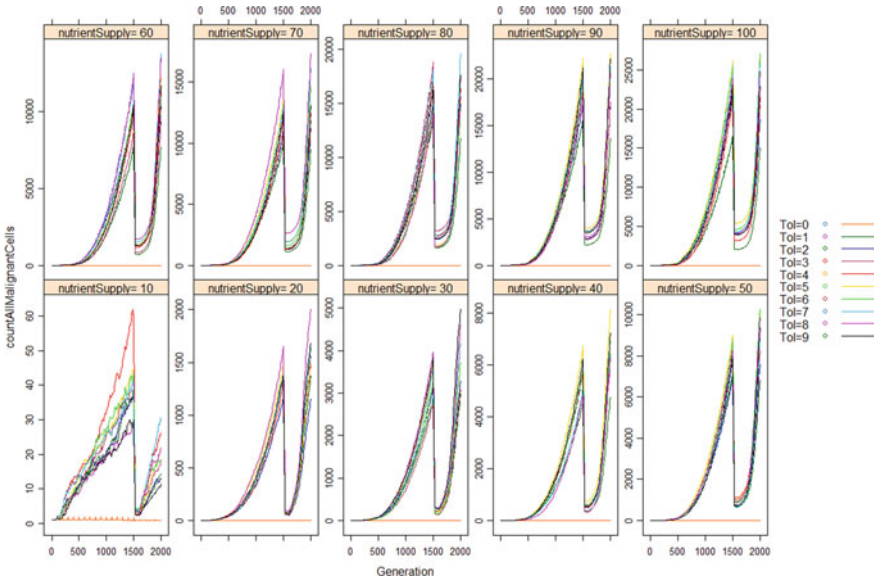 0 500 1000 1500 2000
0 500 1000 1500 2000
nutrientSupply= 60
nutrientSupply= 70
nutrientSupply= 80
nutrientSupply= 90
nutrientSupply= 100
0 5000 10000
0 5000 10000 15000
0 5000 10000 15000 20000
0 5000 10000 15000 20000
0 5000 10000 15000 20000 25000
countAllMalignantCells
nutrientSupply= 10
nutrientSupply= 20
nutrientSupply= 30
nutrientSupply= 40
nutrientSupply= 50
0 10 20 30 40 50 60
0 500 1000 1500 2000
0 1000 2000 3000 4000 5000
0 2000 4000 6000 8000
0 2000 4000 6000 8000 10000
0 500 1000 1500 2000
0 500 1000 1500 2000
0 500 1000 1500 2000
Generation
Tol=0
Tol=1
Tol=2
Tol=3
Tol=4
Tol=5
Tol=6
Tol=7
Tol=8
Tol=9